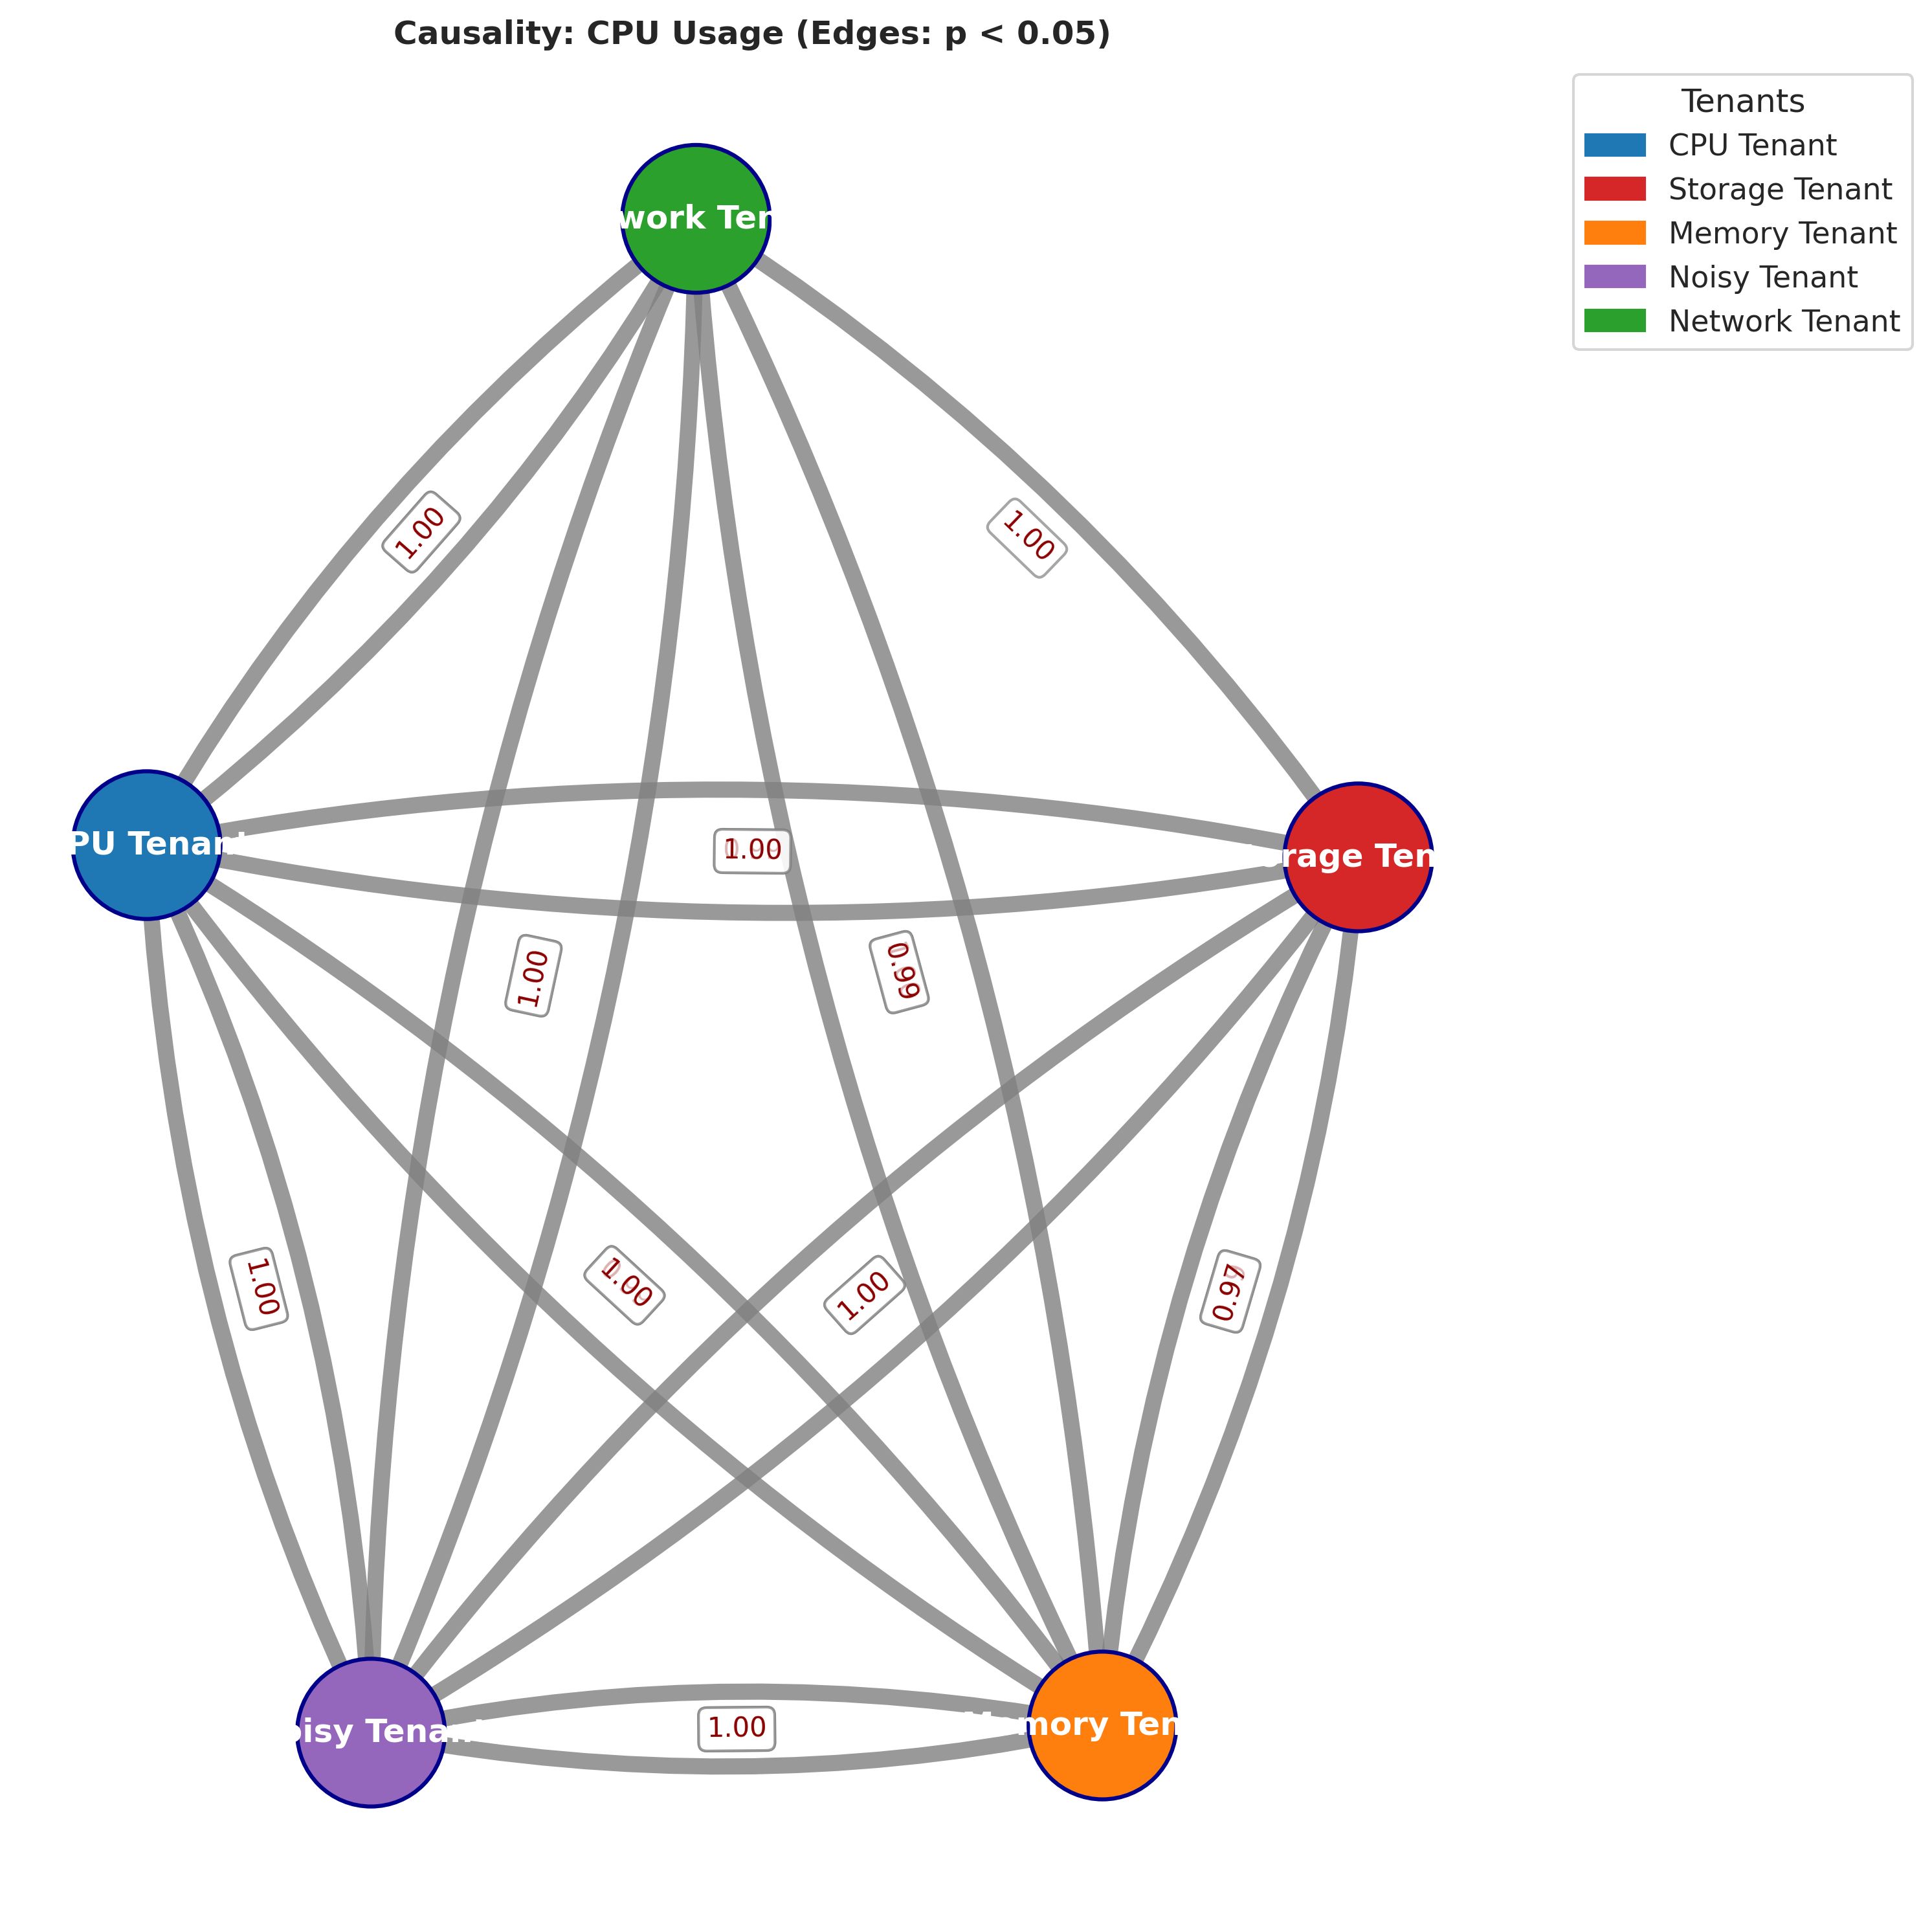 Causality: CPU Usage (Edges: p < 0.05)
Tenants
CPU Tenant
Storage Tenant
Memory Tenant
Noisy Tenant
Network Tenant
work Ten
1.00
1.00
PU Tenant
1.00
rage Ten
1.00
0.99
1.00
1.00
1.00
0.97
oisy Tenant
1.00
Memory Ten